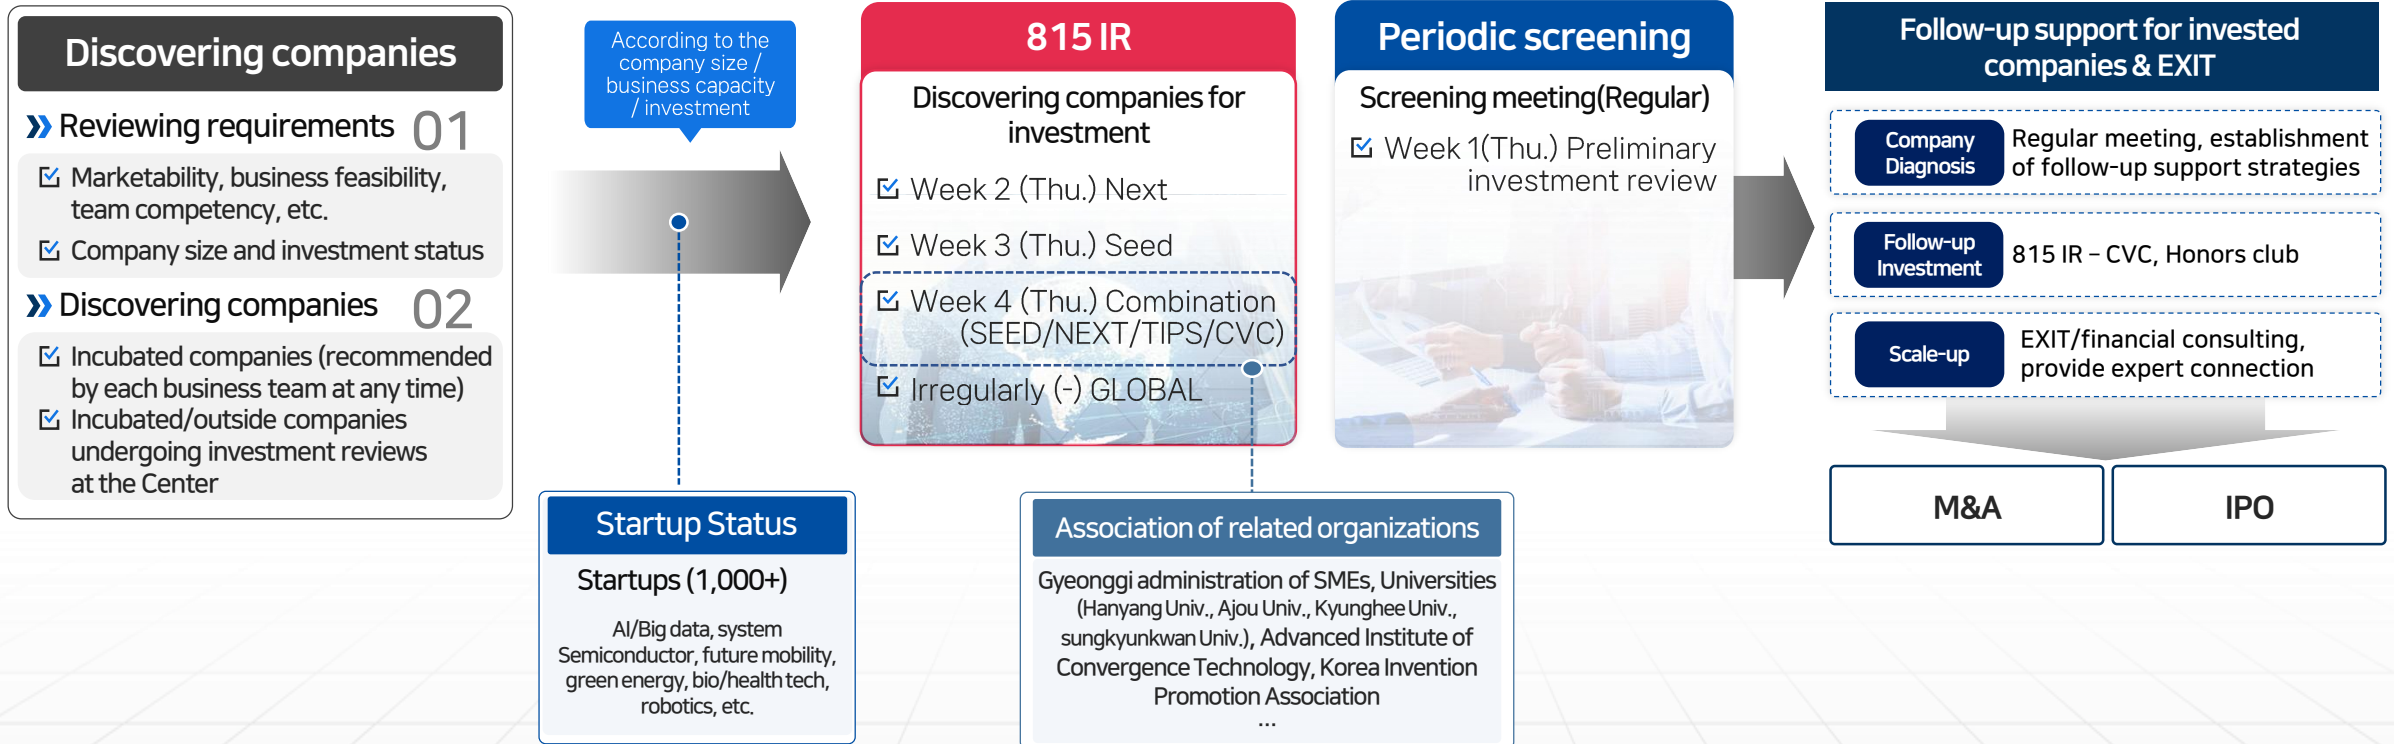 Discovering companies
Reviewing requirements 01
Marketability, business feasibility,
team competency, etc.
Company size and investment status
Discovering companies 02
Incubated companies (recommended
by each business team at any time)
Incubated/outside companies
undergoing investment reviews
at the Center
According to the
company size /
business capacity
/ investment
Startup Status
Startups (1,000+)
AI/Big data, system
Semiconductor, future mobility,
green energy, bio/health tech,
robotics, etc.
815 IR
Discovering companies for
investment
Week 2 (Thu.) Next
Week 3 (Thu.) Seed
Week 4 (Thu.) Combination
(SEED/NEXT/TIPS/CVC)
Irregularly (-) GLOBAL
Association of related organizations
Gyeonggi administration of SMEs, Universities
(Hanyang Univ., Ajou Univ., Kyunghee Univ.,
sungkyunkwan Univ.), Advanced Institute of
Convergence Technology, Korea Invention
Promotion Association
...
Periodic screening
Screening meeting(Regular)
Week 1(Thu.) Preliminary
investment review
Follow-up support for invested
companies & EXIT
Company
Diagnosis
Regular meeting, establishment
of follow-up support strategies
Follow-up
Investment
815 IR – CVC, Honors club
Scale-up
EXIT/financial consulting,
provide expert connection
M&A
IPO